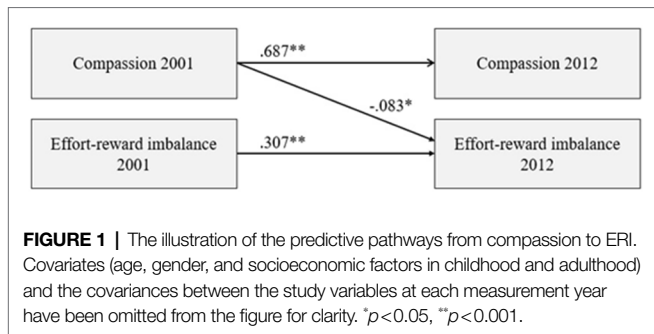 .687**
Compassion 2001
Compassion 2012
-.083*
Effort-reward imbalance
2001
.307**
Effort-reward imbalance
2012
FIGURE 1 | The illustration of the predictive pathways from compassion to ERI.
Covariates (age, gender, and socioeconomic factors in childhood and adulthood)
and the covariances between the study variables at each measurement year
have been omitted from the figure for clarity. *p<0.05, **p<0.001.